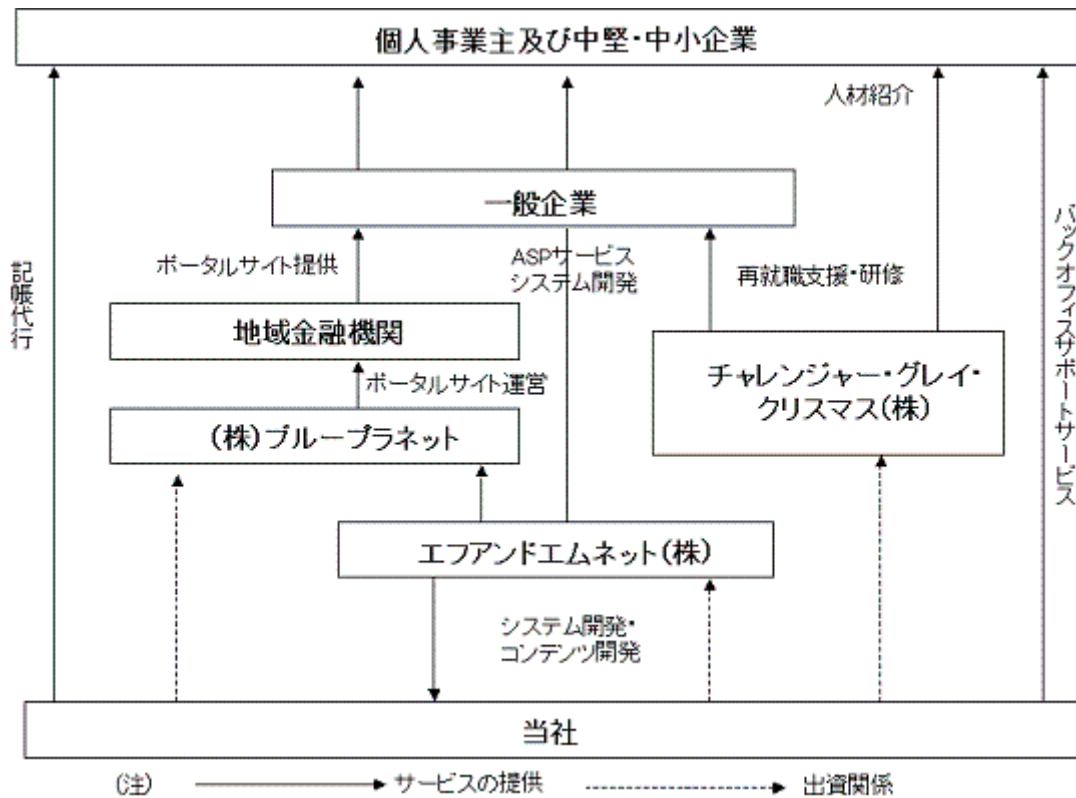 個人事業主及び中堅・中小企業
人材紹介
一般企業
記帳代行
バックオフィスサポートサービス
ポータルサイト提供
ASPサービス
システム開発
再就職支援・研修
地域金融機関
チャレンジャー・グレイ・
クリスマス(株)
ポータルサイト運営
(株)ブループラネット
エフアンドエムネット(株)
システム開発・
コンテンツ開発
当社
(注)
サービスの提供
出資関係